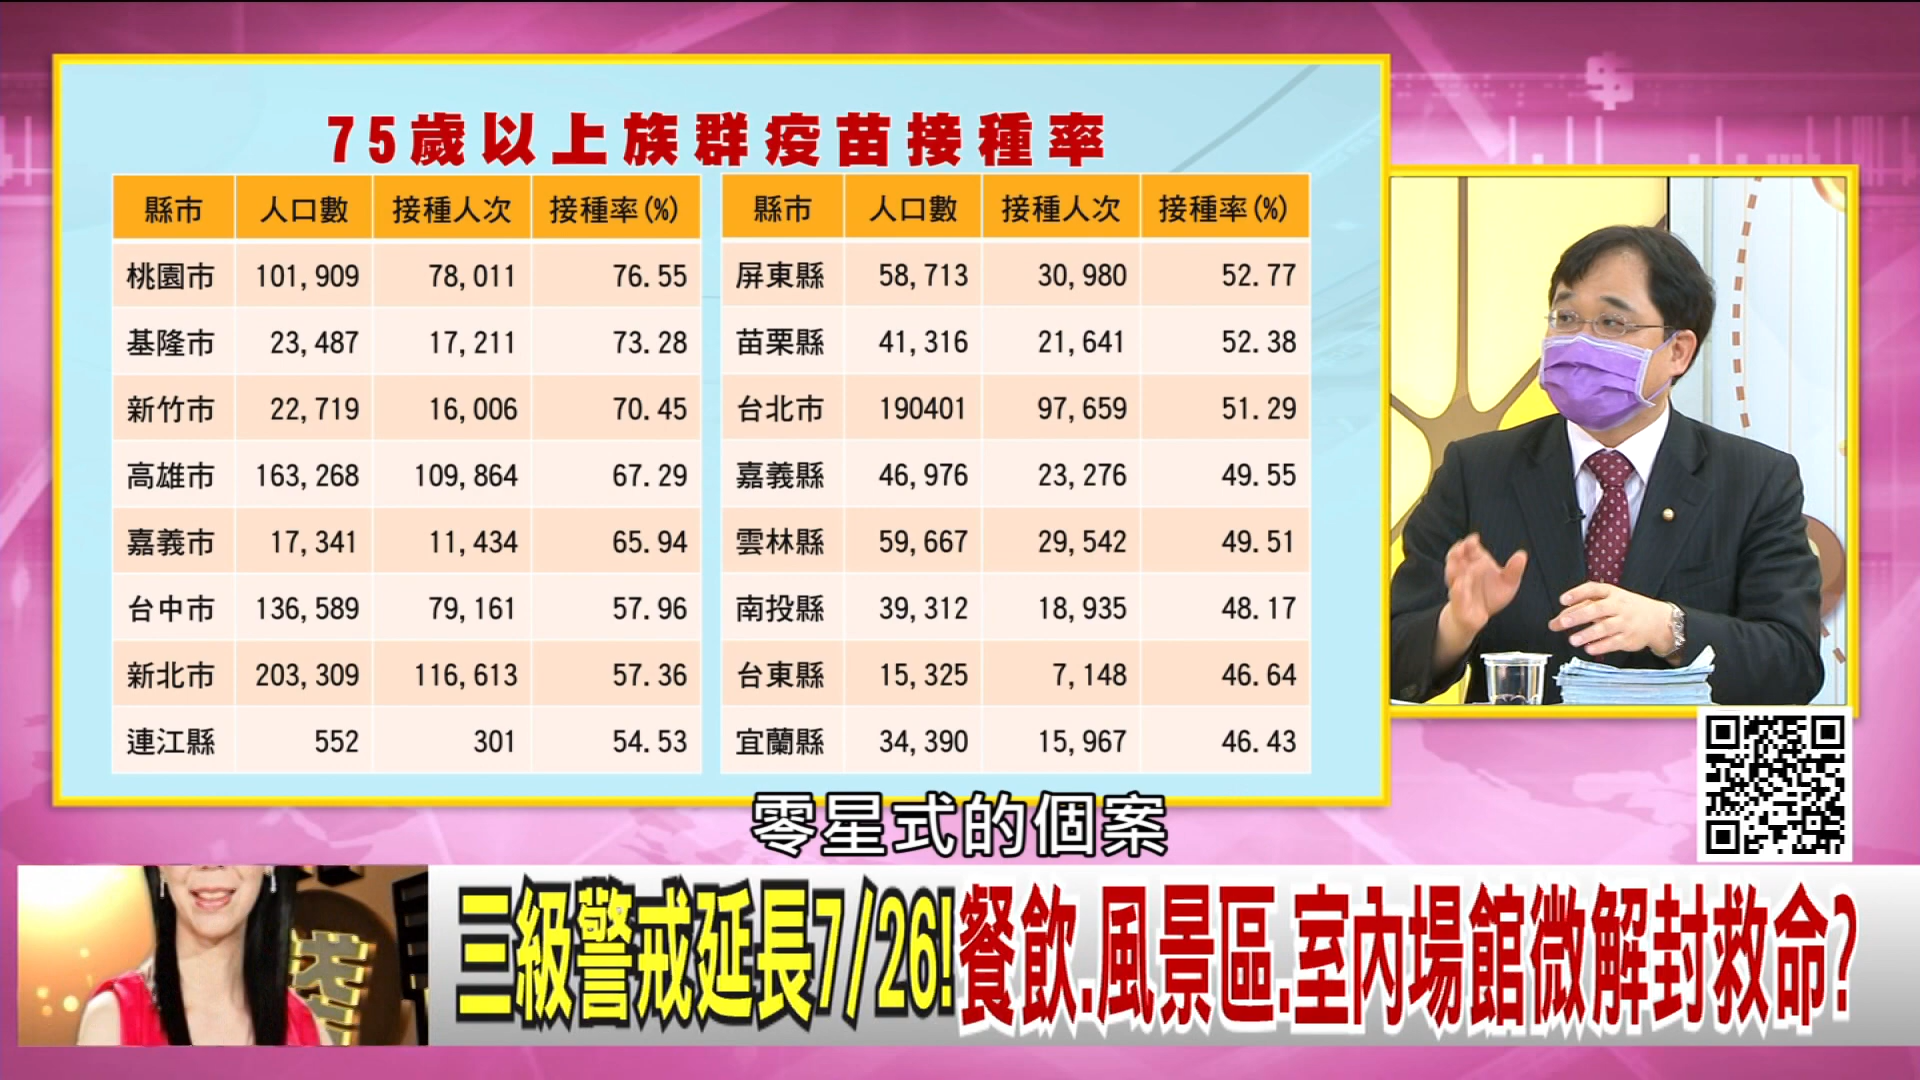 75歲以上族群疫苗接種率
縣市 人口數 接種人次 接種率(%)
桃園市 101,909 78,011 76.55
基隆市 23,487 17,211 73.28
新竹市 22,719 16,006 70.45
高雄市 163,268 109,864 67.29
嘉義市 17,341 11,434 65.94
台中市 136,589 79,161 57.96
新北市 203,309 116,613 57.36
連江縣 552 301 54.53
縣市 人口數 接種人次 接種率(%)
屏東縣 58,713 30,980 52.77
苗栗縣 41,316 21,641 52.38
台北市 190401 97,659 51.29
嘉義縣 46,976 23,276 49.55
雲林縣 59,667 29,542 49.51
南投縣 39,312 18,935 48.17
台東縣 15,325 7,148 46.64
宜蘭縣 34,390 15,967 46.43
零星式的個案
三級警戒延長7/26!餐飲.風景區.室內場館微解封救命?